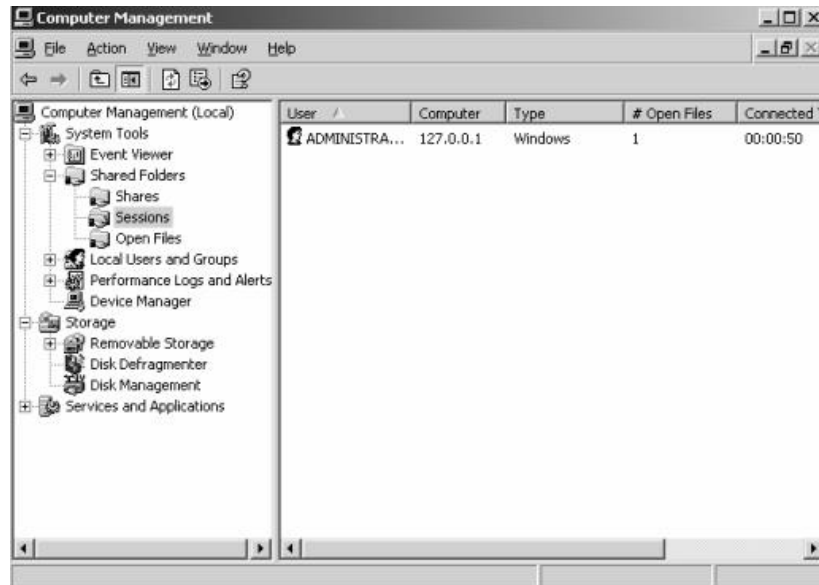 Computer Management
File Action View Window Help
Computer Management (Local)
System Tools
Event Viewer
Shared Folders
Shares
Sessions
Open Files
Local Users and Groups
Performance Logs and Alerts
Device Manager
Storage
Removable Storage
Disk Defragmenter
Disk Management
Services and Applications
User Computer Type # Open Files Connected
ADMINISTRA... 127.0.0.1 Windows 1 00:00:50